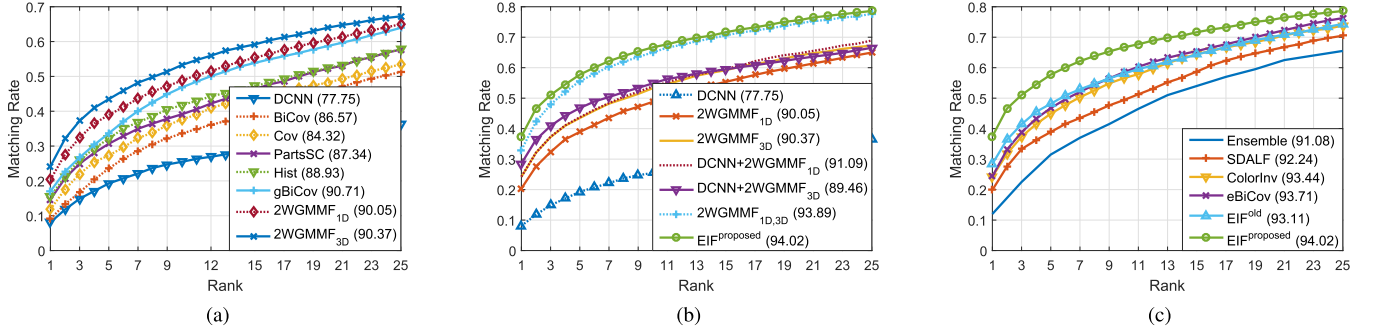 0.7
0.6
0.5
0.4
0.3
0.2
0.1
0
Matching Rate
DCNN (77.75)
BiCov (86.57)
Cov (84.32)
PartsSC (87.34)
Hist (88.93)
gBiCov (90.71)
2WGMMF1D (90.05)
2WGMMF3D (90.37)
1 3 5 7 9 12 15 17 19 21 23 25
Rank
(a)
0.8
0.7
0.6
0.5
0.4
0.3
0.2
0.1
0
Matching Rate
DCNN (77.75)
2WGMMF1D (90.05)
2WGMMF3D (90.37)
DCNN+2WGMMF1D (91.09)
DCNN+2WGMMF3D (89.46)
2WGMMF1D,3D (93.89)
EIFproposed (94.02)
1 3 5 7 9 11 13 15 17 19 21 23 25
Rank
(b)
0.8
0.7
0.6
0.5
0.4
0.3
0.2
0.1
0
Matching Rate
Ensemble (91.08)
SDALF (92.24)
ColorInv (93.44)
eBiCov (93.71)
EIFold (93.11)
EIFproposed (94.02)
1 3 5 7 9 11 13 15 17 19 21 23 25
Rank
(c)